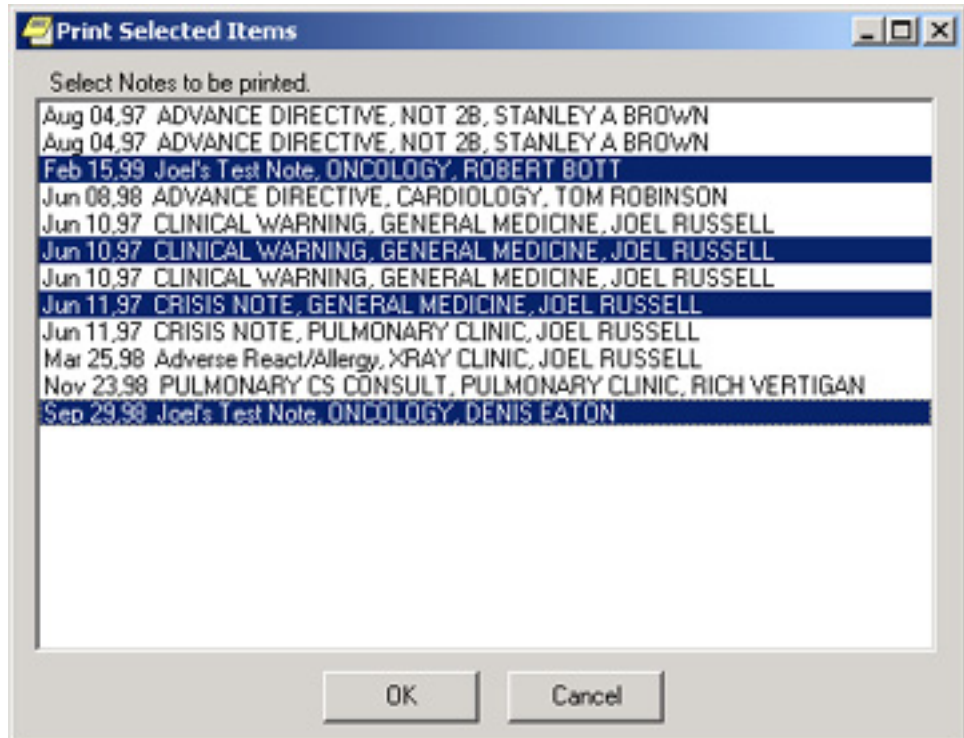 Print Selected Items
Select Notes to be printed.
Aug 04,97 ADVANCE DIRECTIVE, NOT 2B, STANLEY A BROWN
Aug 04,97 ADVANCE DIRECTIVE, NOT 2B, STANLEY A BROWN
Feb 15,99 Joel's Test Note, ONCOLOGY, ROBERT BOTT
Jun 08,98 ADVANCE DIRECTIVE, CARDIOLOGY, TOM ROBINSON
Jun 10,97 CLINICAL WARNING, GENERAL MEDICINE, JOEL RUSSELL
Jun 10,97 CLINICAL WARNING, GENERAL MEDICINE, JOEL RUSSELL
Jun 10,97 CLINICAL WARNING, GENERAL MEDICINE, JOEL RUSSELL
Jun 11,97 CRISIS NOTE, GENERAL MEDICINE, JOEL RUSSELL
Jun 11,97 CRISIS NOTE, PULMONARY CLINIC, JOEL RUSSELL
Mar 25,98 Adverse React/Allergy, XRAY CLINIC, JOEL RUSSELL
Nov 23,98 PULMONARY CS CONSULT, PULMONARY CLINIC, RICH VERTIGAN
Sep 29,98 Joel's Test Note, ONCOLOGY, DENIS EATON
OK Cancel